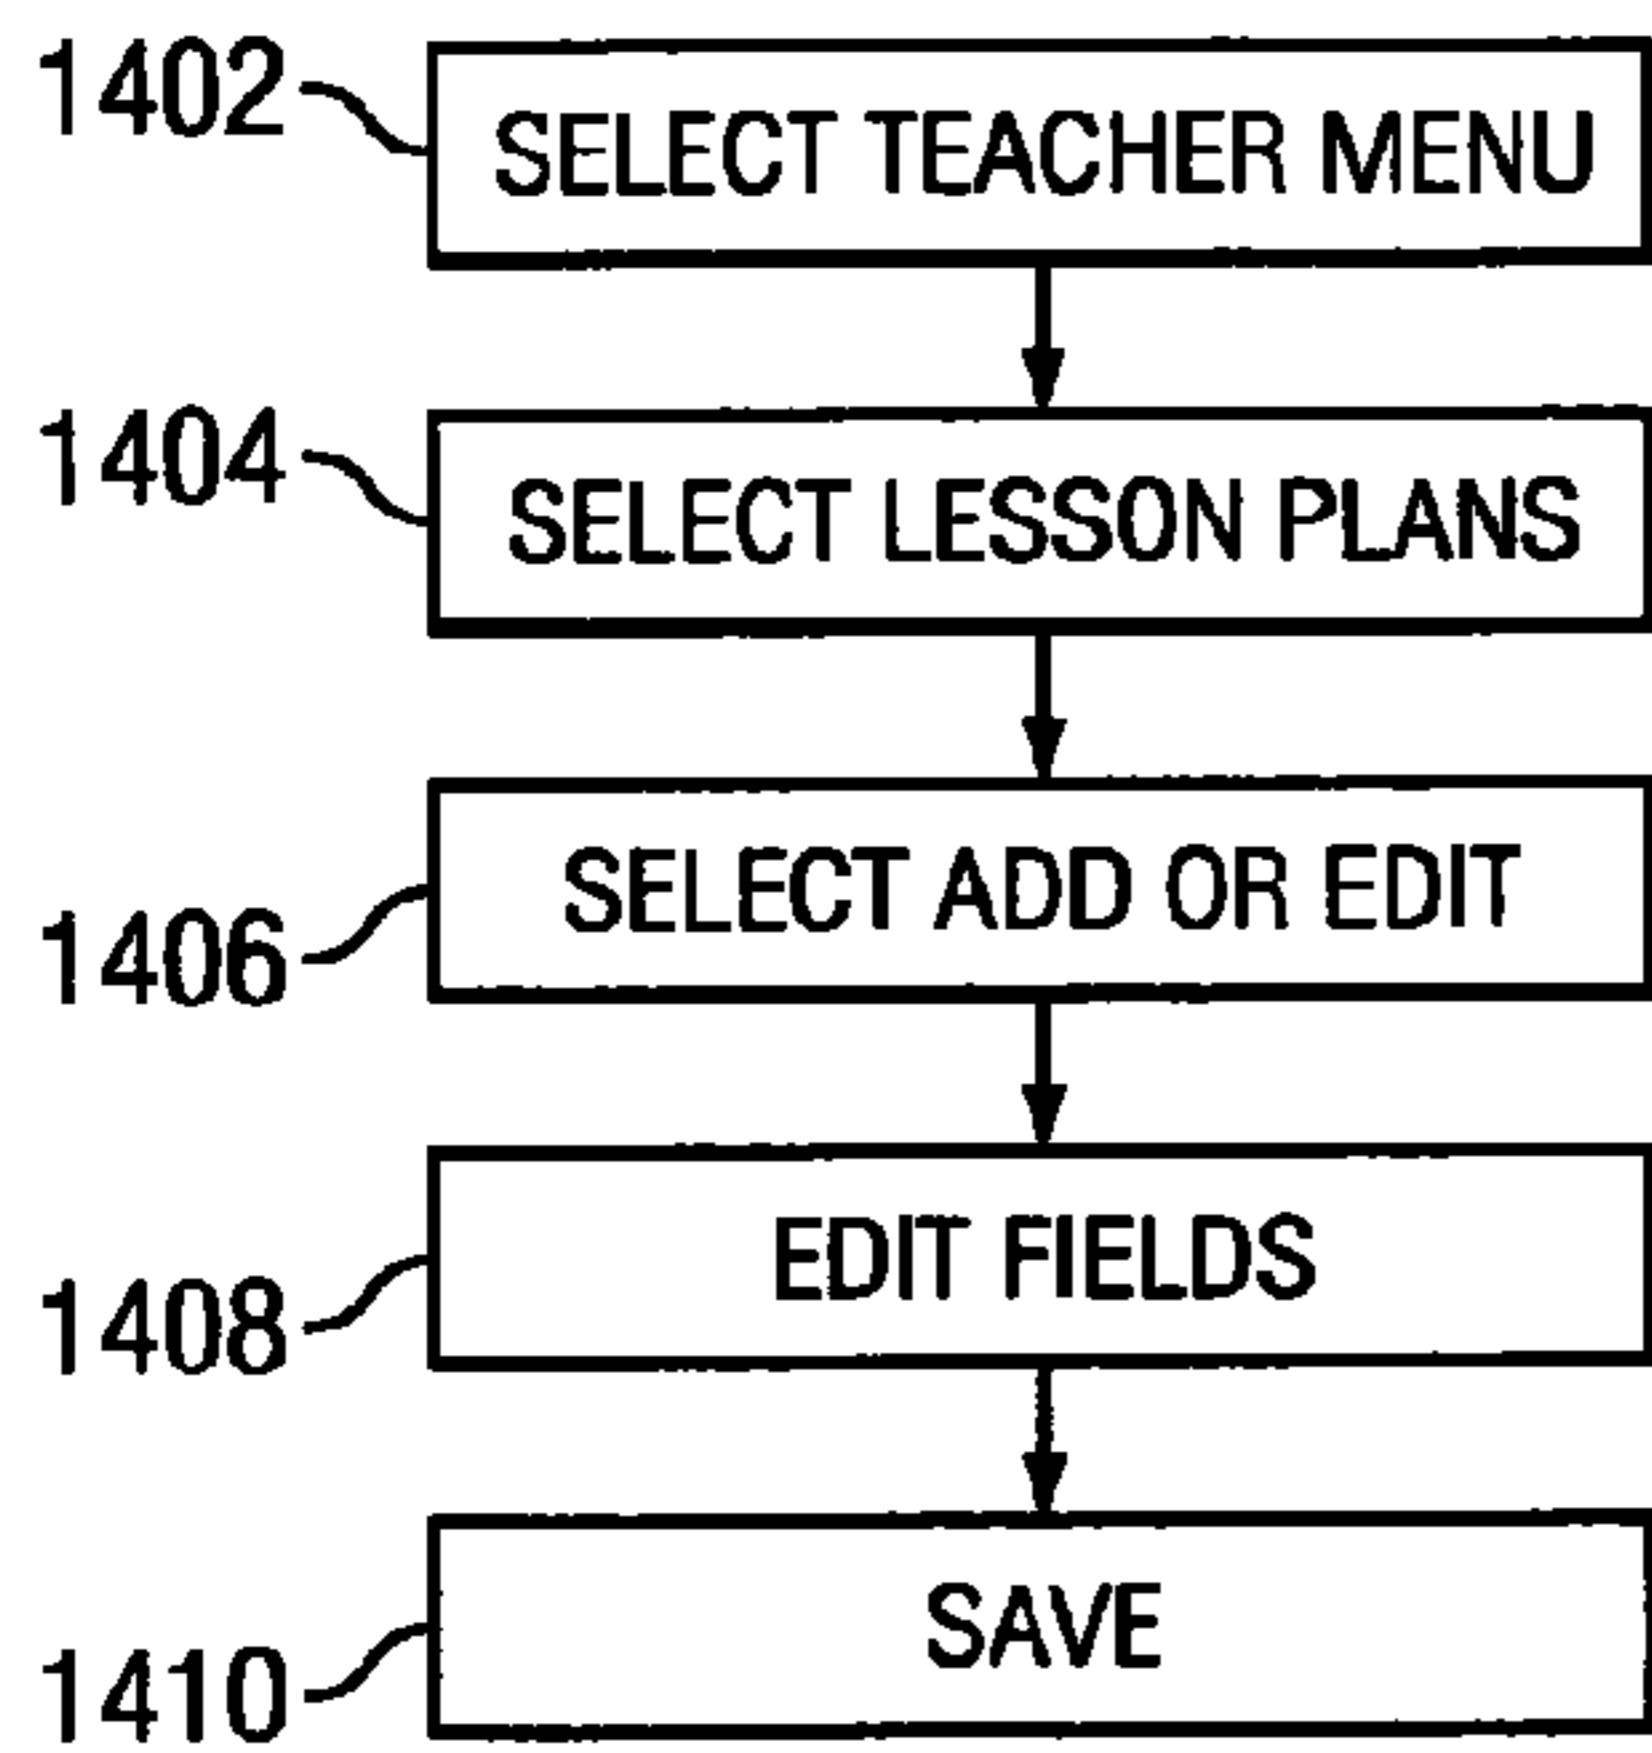 1402 SELECT TEACHER MENU
1404 SELECT LESSON PLANS
1406 SELECT ADD OR EDIT
1408 EDIT FIELDS
1410 SAVE